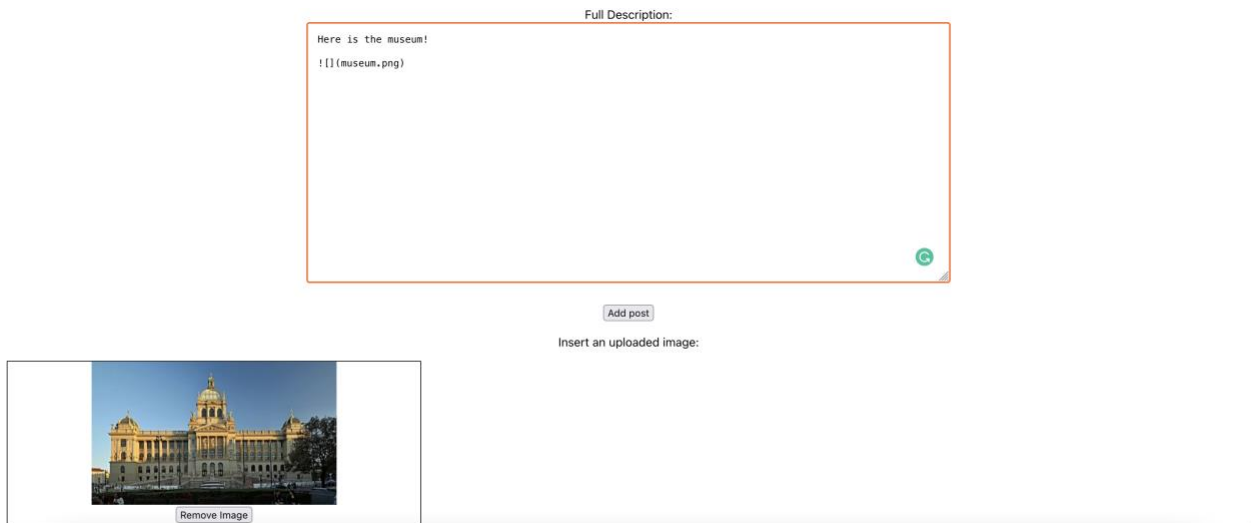 Full Description:
Here is the museum!
![](museum.png)
Add post
Insert an uploaded image:
Remove Image